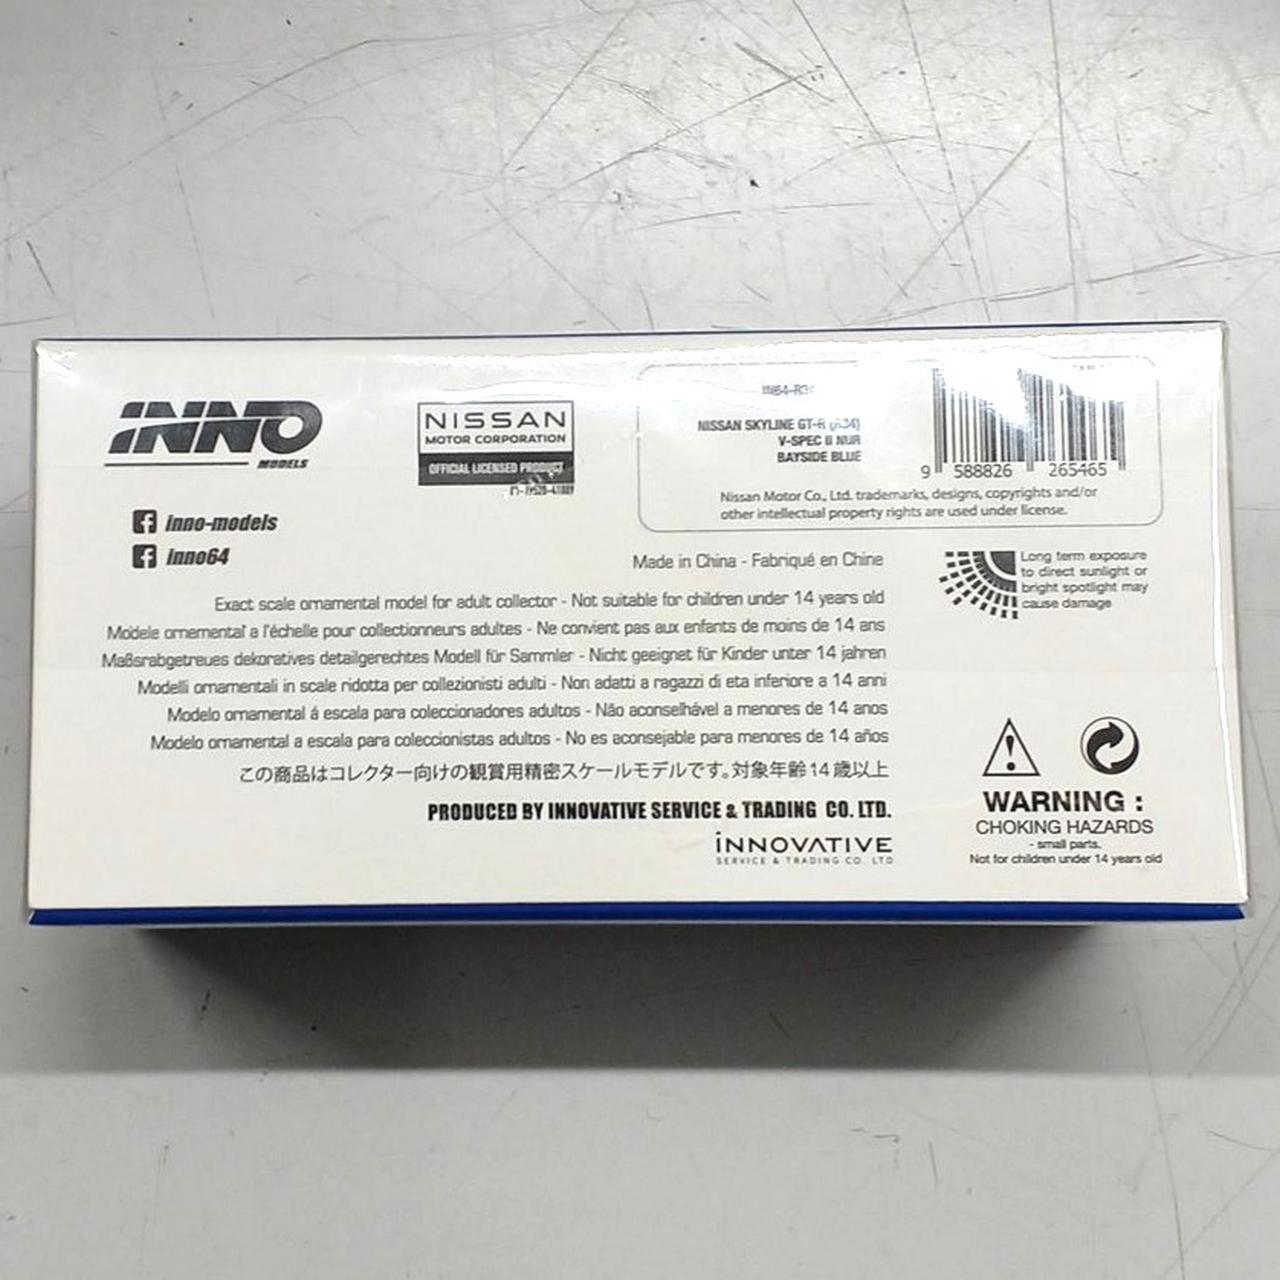 INNO
MODELS
inno-models
inno64
NISSAN
MOTOR CORPORATION
OFFICIAL LICENSED PRODUCT
NISSAN SKYLINE GT-R (R34)
V-SPEC II NUR
BAYSIDE BLUE
9 588826 265465
Nissan Motor Co., Ltd. trademarks, designs, copyrights and/or
other intellectual property rights are used under license.
Made in China - Fabriqué en Chine
Long term exposure
to direct sunlight or
bright spotlight may
cause damage
Exact scale ornamental model for adult collector - Not suitable for children under 14 years old
Modèle ornemental a l'échelle pour collectionneurs adultes - Ne convient pas aux enfants de moins de 14 ans
Maßsrabgetreues dekoratives detailgerechtes Modell für Sammler - Nicht geeignet für Kinder unter 14 jahren
Modelli ornamentali in scale ridotta per collezionisti adulti - Non adatti a ragazzi di eta inferiore a 14 anni
Modelo ornamental á escala para coleccionadores adultos - Não aconselhável a menores de 14 anos
Modelo ornamental a escala para coleccionistas adultos - No es aconsejable para menores de 14 años
この商品はコレクター向けの観賞用精密スケールモデルです。対象年齢14歳以上
PRODUCED BY INNOVATIVE SERVICE & TRADING CO. LTD.
INNOVATIVE
SERVICE & TRADING CO. LTD
WARNING :
CHOKING HAZARDS
- small parts.
Not for children under 14 years old